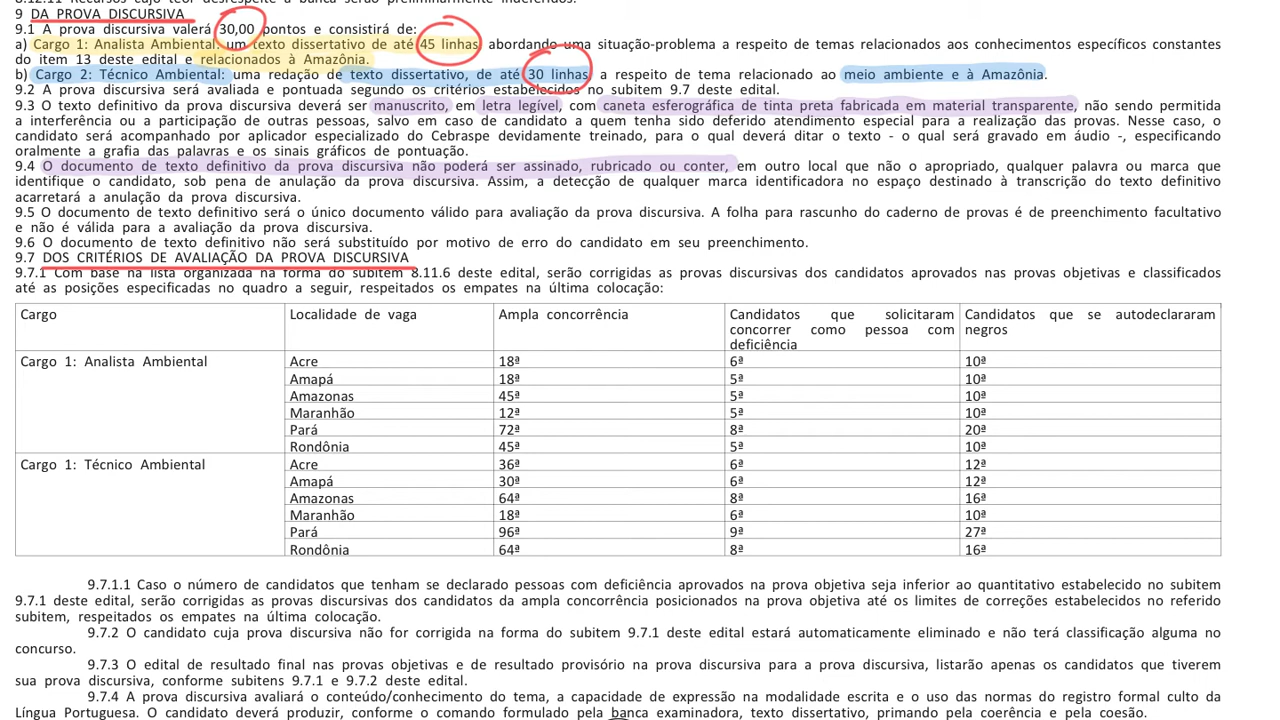 8.12.11 Recursos cujo teor desrespeite a banca serão preliminarmente indeferidos.
9 DA PROVA DISCURSIVA
9.1 A prova discursiva valerá 30,00 pontos e consistirá de:
a) Cargo 1: Analista Ambiental: um texto dissertativo de até 45 linhas, abordando uma situação-problema a respeito de temas relacionados aos conhecimentos específicos constantes
do item 13 deste edital e relacionados à Amazônia.
b) Cargo 2: Técnico Ambiental: uma redação de texto dissertativo, de até 30 linhas, a respeito de tema relacionado ao meio ambiente e à Amazônia.
9.2 A prova discursiva será avaliada e pontuada segundo os critérios estabelecidos no subitem 9.7 deste edital.
9.3 O texto definitivo da prova discursiva deverá ser manuscrito, em letra legível, com caneta esferográfica de tinta preta fabricada em material transparente, não sendo permitida
a interferência ou a participação de outras pessoas, salvo em caso de candidato a quem tenha sido deferido atendimento especial para a realização das provas. Nesse caso, o
candidato será acompanhado por aplicador especializado do Cebraspe devidamente treinado, para o qual deverá ditar o texto - o qual será gravado em áudio -, especificando
oralmente a grafia das palavras e os sinais gráficos de pontuação.
9.4 O documento de texto definitivo da prova discursiva não poderá ser assinado, rubricado ou conter, em outro local que não o apropriado, qualquer palavra ou marca que
identifique o candidato, sob pena de anulação da prova discursiva. Assim, a detecção de qualquer marca identificadora no espaço destinado à transcrição do texto definitivo
acarretará a anulação da prova discursiva.
9.5 O documento de texto definitivo será o único documento válido para avaliação da prova discursiva. A folha para rascunho do caderno de provas é de preenchimento facultativo
e não é válida para a avaliação da prova discursiva.
9.6 O documento de texto definitivo não será substituído por motivo de erro do candidato em seu preenchimento.
9.7 DOS CRITÉRIOS DE AVALIAÇÃO DA PROVA DISCURSIVA
9.7.1 Com base na lista organizada na forma do subitem 8.11.6 deste edital, serão corrigidas as provas discursivas dos candidatos aprovados nas provas objetivas e classificados
até as posições especificadas no quadro a seguir, respeitados os empates na última colocação:
Cargo Localidade de vaga Ampla concorrência Candidatos que solicitaram concorrer como pessoa com deficiência Candidatos que se autodeclararam negros
Cargo 1: Analista Ambiental Acre 18ª 6ª 10ª
Amapá 18ª 5ª 10ª
Amazonas 45ª 5ª 10ª
Maranhão 12ª 5ª 10ª
Pará 72ª 8ª 20ª
Rondônia 45ª 5ª 10ª
Cargo 1: Técnico Ambiental Acre 36ª 6ª 12ª
Amapá 30ª 6ª 12ª
Amazonas 64ª 8ª 16ª
Maranhão 18ª 6ª 10ª
Pará 96ª 9ª 27ª
Rondônia 64ª 8ª 16ª
9.7.1.1 Caso o número de candidatos que tenham se declarado pessoas com deficiência aprovados na prova objetiva seja inferior ao quantitativo estabelecido no subitem
9.7.1 deste edital, serão corrigidas as provas discursivas dos candidatos da ampla concorrência posicionados na prova objetiva até os limites de correções estabelecidos no referido
subitem, respeitados os empates na última colocação.
9.7.2 O candidato cuja prova discursiva não for corrigida na forma do subitem 9.7.1 deste edital estará automaticamente eliminado e não terá classificação alguma no
concurso.
9.7.3 O edital de resultado final nas provas objetivas e de resultado provisório na prova discursiva para a prova discursiva, listarão apenas os candidatos que tiverem
sua prova discursiva, conforme subitens 9.7.1 e 9.7.2 deste edital.
9.7.4 A prova discursiva avaliará o conteúdo/conhecimento do tema, a capacidade de expressão na modalidade escrita e o uso das normas do registro formal culto da
Língua Portuguesa. O candidato deverá produzir, conforme o comando formulado pela banca examinadora, texto dissertativo, primando pela coerência e pela coesão.